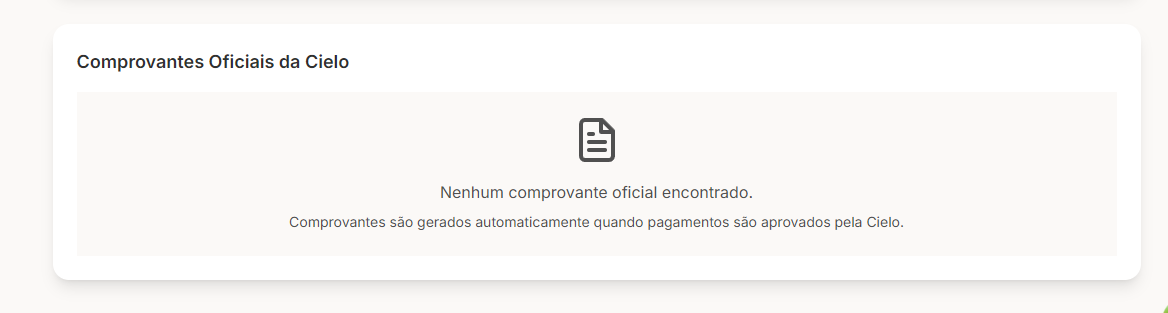 Comprovantes Oficiais da Cielo
Nenhum comprovante oficial encontrado.
Comprovantes são gerados automaticamente quando pagamentos são aprovados pela Cielo.